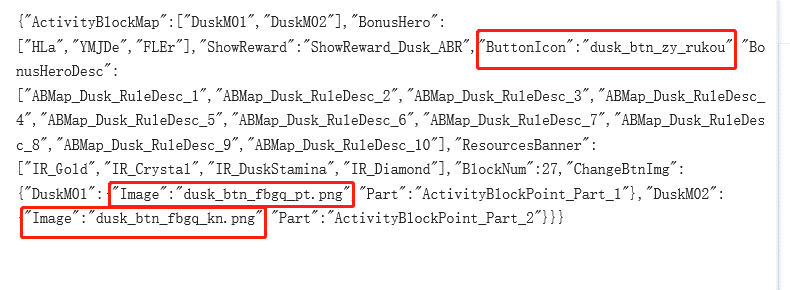 {"ActivityBlockMap":["DuskM01","DuskM02"],"BonusHero":
["HLa","YMJDe","FLEr"],"ShowReward":"ShowReward_Dusk_ABR","ButtonIcon":"dusk_btn_zy_rukou" "Bo
nusHeroDesc":
["ABMap_Dusk_RuleDesc_1","ABMap_Dusk_RuleDesc_2","ABMap_Dusk_RuleDesc_3","ABMap_Dusk_RuleDesc_
4","ABMap_Dusk_RuleDesc_5","ABMap_Dusk_RuleDesc_6","ABMap_Dusk_RuleDesc_7","ABMap_Dusk_RuleDes
c_8","ABMap_Dusk_RuleDesc_9","ABMap_Dusk_RuleDesc_10"],"ResourcesBanner":
["IR_Gold","IR_Crystal","IR_DuskStamina","IR_Diamond"],"BlockNum":27,"ChangeBtnImg":
{"DuskM01":{"Image":"dusk_btn_fbgq_pt.png" "Part":"ActivityBlockPoint_Part_1"},"DuskM02":
{"Image":"dusk_btn_fbgq_kn.png" "Part":"ActivityBlockPoint_Part_2"}}}